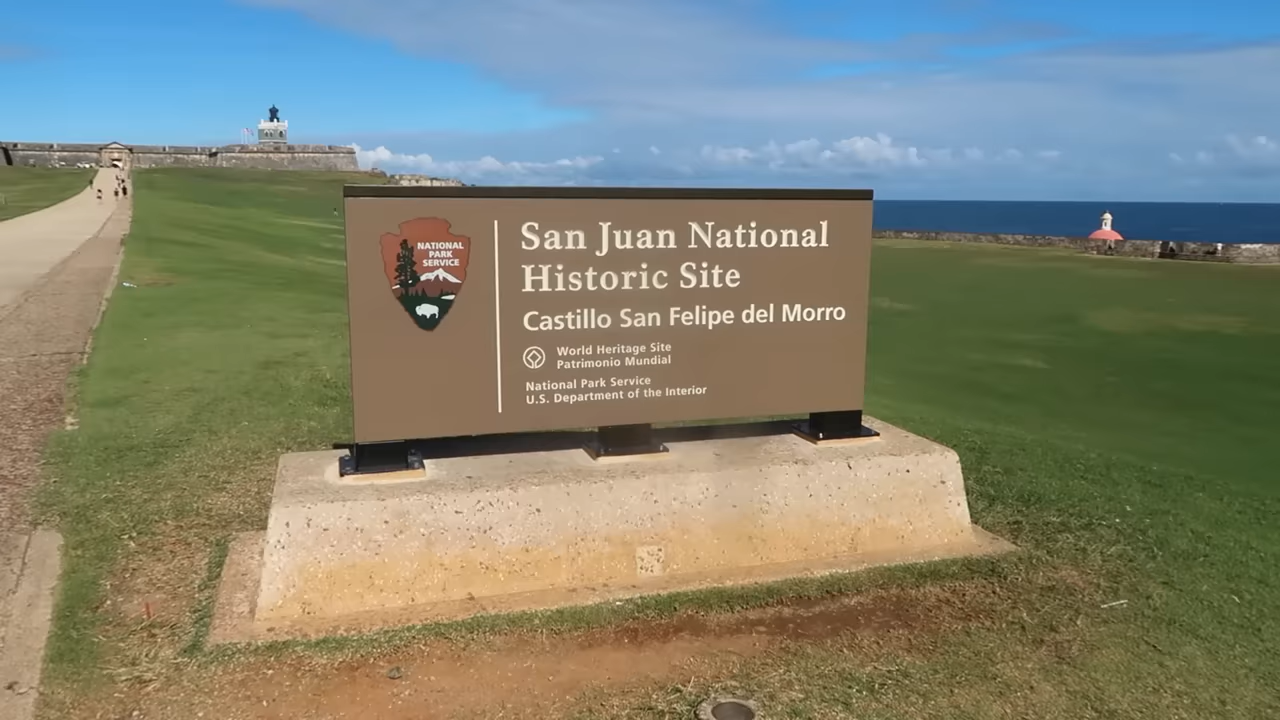 NATIONAL
PARK
SERVICE
San Juan National
Historic Site
Castillo San Felipe del Morro
World Heritage Site
Patrimonio Mundial
National Park Service
U.S. Department of the Interior